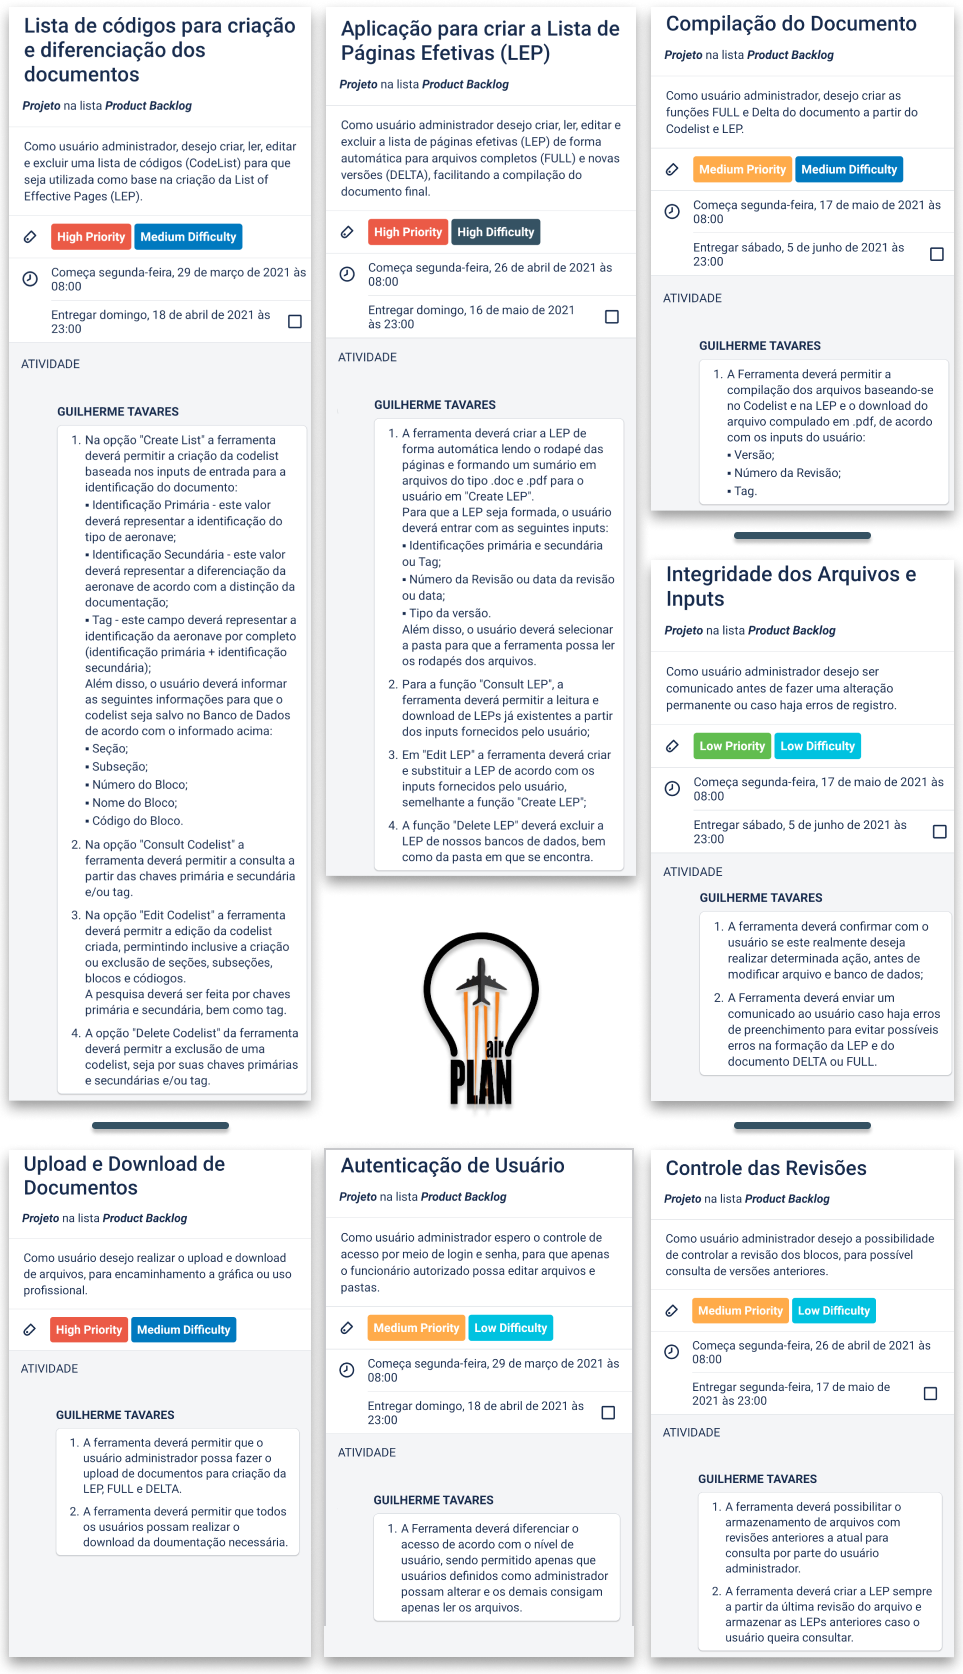 Lista de códigos para criação
e diferenciação dos
documentos
Projeto na lista Product Backlog
Como usuário administrador, desejo criar, ler, editar
e excluir uma lista de códigos (CodeList) para que
seja utilizada como base na criação da List of
Effective Pages (LEP).
High Priority Medium Difficulty
Começa segunda-feira, 29 de março de 2021 às
08:00
Entregar domingo, 18 de abril de 2021 às
23:00
ATIVIDADE
GUILHERME TAVARES
1. Na opção "Create List" a ferramenta
deverá permitir a criação da codelist
baseada nos inputs de entrada para a
identificação do documento:
▪ Identificação Primária - este valor
deverá representar a identificação do
tipo de aeronave;
▪ Identificação Secundária - este valor
deverá representar a diferenciação da
aeronave de acordo com a distinção da
documentação;
▪ Tag - este campo deverá representar a
identificação da aeronave por completo
(identificação primária + identificação
secundária);
Além disso, o usuário deverá informar
as seguintes informações para que o
codelist seja salvo no Banco de Dados
de acordo com o informado acima:
▪ Seção;
▪ Subseção;
▪ Número do Bloco;
▪ Nome do Bloco;
▪ Código do Bloco.
2. Na opção "Consult Codelist" a
ferramenta deverá permitir a consulta a
partir das chaves primária e secundária
e/ou tag.
3. Na opção "Edit Codelist" a ferramenta
deverá permitr a edição da codelist
criada, permintindo inclusive a criação
ou exclusão de seções, subseções,
blocos e códiogos.
A pesquisa deverá ser feita por chaves
primária e secundária, bem como tag.
4. A opção "Delete Codelist" da ferramenta
deverá permitr a exclusão de uma
codelist, seja por suas chaves primárias
e secundárias e/ou tag.
Aplicação para criar a Lista de
Páginas Efetivas (LEP)
Projeto na lista Product Backlog
Como usuário administrador desejo criar, ler, editar e
excluir a lista de páginas efetivas (LEP) de forma
automática para arquivos completos (FULL) e novas
versões (DELTA), facilitando a compilação do
documento final.
High Priority High Difficulty
Começa segunda-feira, 26 de abril de 2021 às
08:00
Entregar domingo, 16 de maio de 2021
às 23:00
ATIVIDADE
GUILHERME TAVARES
1. A ferramenta deverá criar a LEP de
forma automática lendo o rodapé das
páginas e formando um sumário em
arquivos do tipo .doc e .pdf para o
usuário em "Create LEP".
Para que a LEP seja formada, o usuário
deverá entrar com as seguintes inputs:
▪ Identificações primária e secundária
ou Tag;
▪ Número da Revisão ou data da revisão
ou data;
▪ Tipo da versão.
Além disso, o usuário deverá selecionar
a pasta para que a ferramenta possa ler
os rodapés dos arquivos.
2. Para a função "Consult LEP", a
ferramenta deverá permitir a leitura e
download de LEPs já existentes a partir
dos inputs fornecidos pelo usuário;
3. Em "Edit LEP" a ferramenta deverá criar
e substituir a LEP de acordo com os
inputs fornecidos pelo usuário,
semelhante a função "Create LEP";
4. A função "Delete LEP" deverá excluir a
LEP de nossos bancos de dados, bem
como da pasta em que se encontra.
Compilação do Documento
Projeto na lista Product Backlog
Como usuário administrador, desejo criar as
funções FULL e Delta do documento a partir do
Codelist e LEP.
Medium Priority Medium Difficulty
Começa segunda-feira, 17 de maio de 2021 às
08:00
Entregar sábado, 5 de junho de 2021 às
23:00
ATIVIDADE
GUILHERME TAVARES
1. A Ferramenta deverá permitir a
compilação dos arquivos baseando-se
no Codelist e na LEP e o download do
arquivo compulado em .pdf, de acordo
com os inputs do usuário:
▪ Versão;
▪ Número da Revisão;
▪ Tag.
Integridade dos Arquivos e
Inputs
Projeto na lista Product Backlog
Como usuário administrador desejo ser
comunicado antes de fazer uma alteração
permanente ou caso haja erros de registro.
Low Priority Low Difficulty
Começa segunda-feira, 17 de maio de 2021 às
08:00
Entregar sábado, 5 de junho de 2021 às
23:00
ATIVIDADE
GUILHERME TAVARES
1. A ferramenta deverá confirmar com o
usuário se este realmente deseja
realizar determinada ação, antes de
modificar arquivo e banco de dados;
2. A Ferramenta deverá enviar um
comunicado ao usuário caso haja erros
de preenchimento para evitar possíveis
erros na formação da LEP e do
documento DELTA ou FULL.
air
PLAN
Upload e Download de
Documentos
Projeto na lista Product Backlog
Como usuário desejo realizar o upload e download
de arquivos, para encaminhamento a gráfica ou uso
profissional.
High Priority Medium Difficulty
ATIVIDADE
GUILHERME TAVARES
1. A ferramenta deverá permitir que o
usuário administrador possa fazer o
upload de documentos para criação da
LEP, FULL e DELTA.
2. A ferramenta deverá permitir que todos
os usuários possam realizar o
download da doumentação necessária.
Autenticação de Usuário
Projeto na lista Product Backlog
Como usuário administrador espero o controle de
acesso por meio de login e senha, para que apenas
o funcionário autorizado possa editar arquivos e
pastas.
Medium Priority Low Difficulty
Começa segunda-feira, 29 de março de 2021 às
08:00
Entregar domingo, 18 de abril de 2021 às
23:00
ATIVIDADE
GUILHERME TAVARES
1. A Ferramenta deverá diferenciar o
acesso de acordo com o nível de
usuário, sendo permitido apenas que
usuários definidos como administrador
possam alterar e os demais consigam
apenas ler os arquivos.
Controle das Revisões
Projeto na lista Product Backlog
Como usuário administrador desejo a possibilidade
de controlar a revisão dos blocos, para possível
consulta de versões anteriores.
Medium Priority Low Difficulty
Começa segunda-feira, 26 de abril de 2021 às
08:00
Entregar segunda-feira, 17 de maio de
2021 às 23:00
ATIVIDADE
GUILHERME TAVARES
1. A ferramenta deverá possibilitar o
armazenamento de arquivos com
revisões anteriores a atual para
consulta por parte do usuário
administrador.
2. A ferramenta deverá criar a LEP sempre
a partir da última revisão do arquivo e
armazenar as LEPs anteriores caso o
usuário queira consultar.